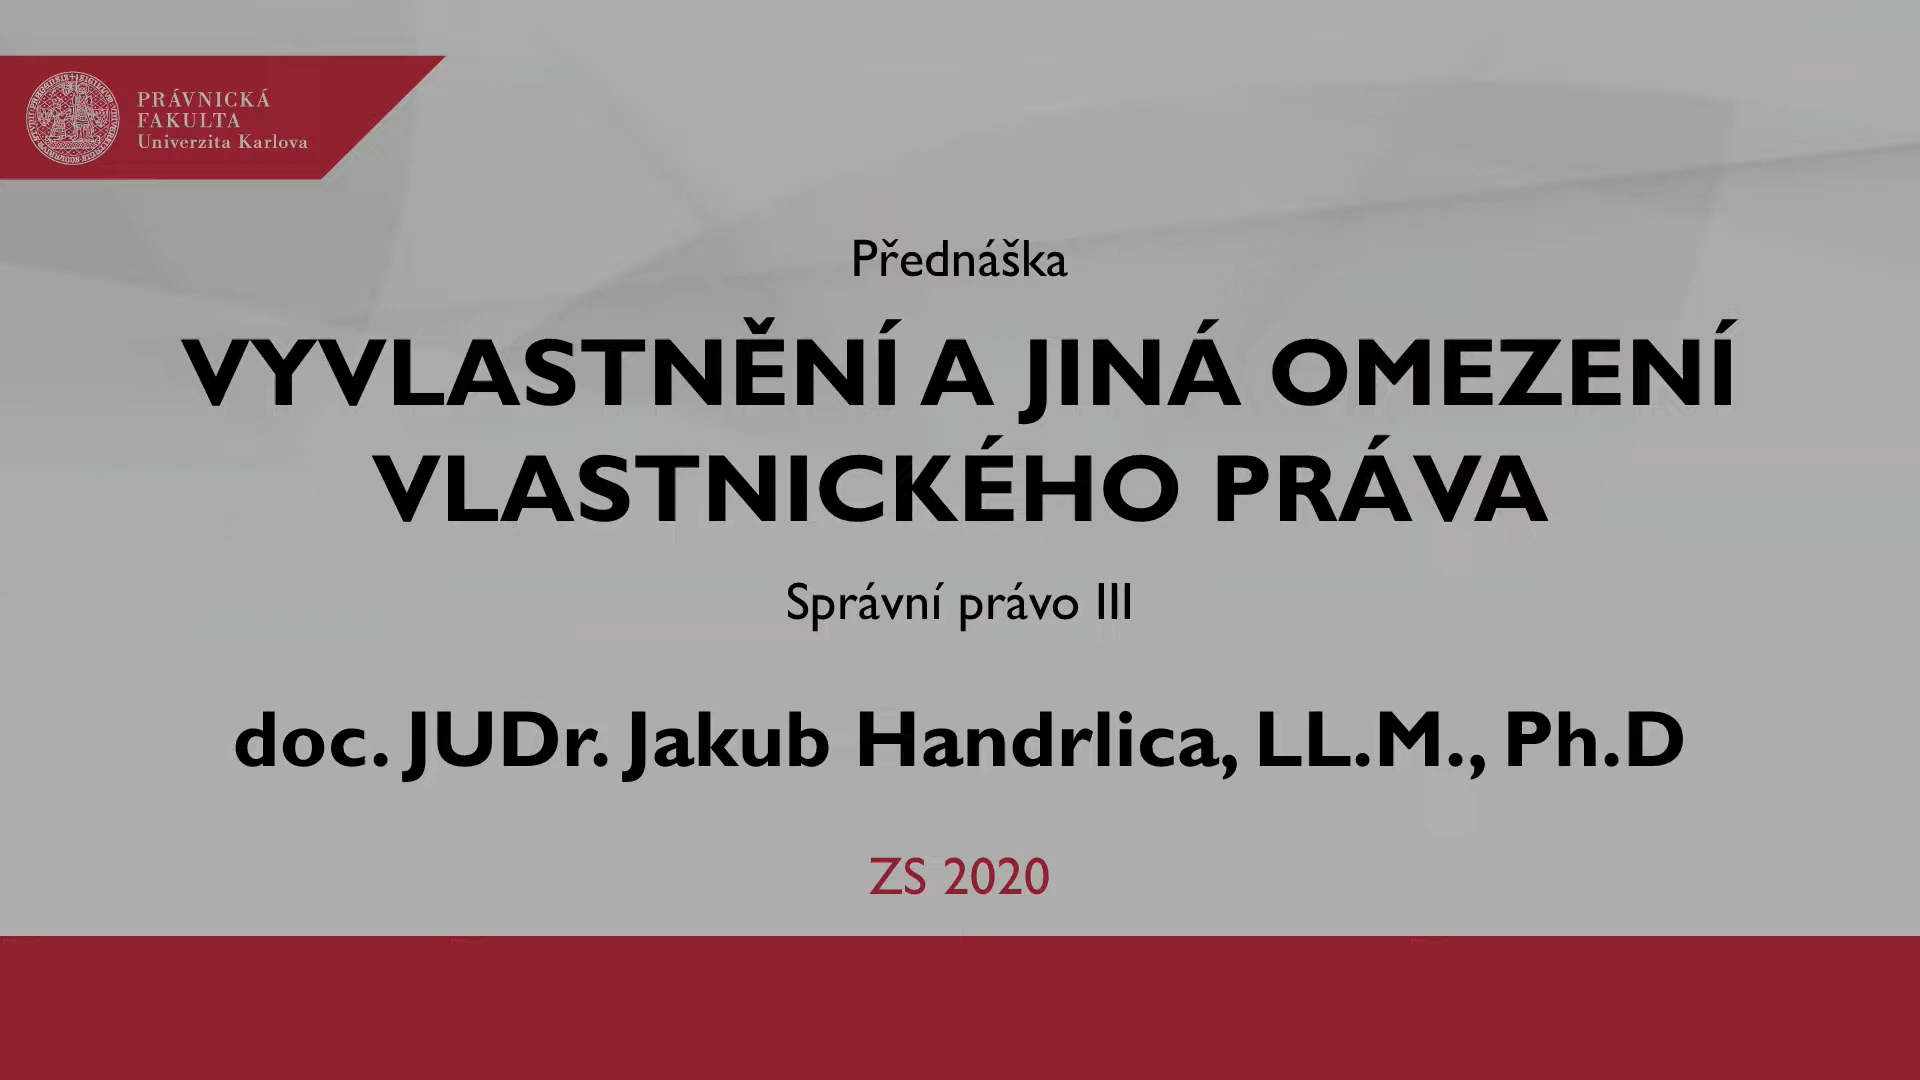 PRÁVNICKÁ
FAKULTA
Univerzita Karlova
Přednáška
VYVLASTNĚNÍ A JINÁ OMEZENÍ
VLASTNICKÉHO PRÁVA
Správní právo III
doc. JUDr. Jakub Handrlica, LL.M., Ph.D
ZS 2020